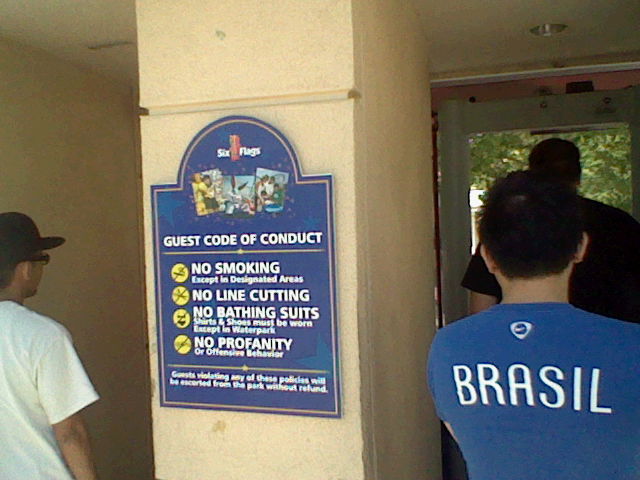 Six Flags
GUEST CODE OF CONDUCT
NO SMOKING
Except in Designated Areas
NO LINE CUTTING
NO BATHING SUITS
Shirts & Shoes must be worn
Except in Waterpark
NO PROFANITY
Or Offensive Behavior
Guests violating any of these policies will
be escorted from the park without refund.
BRASIL